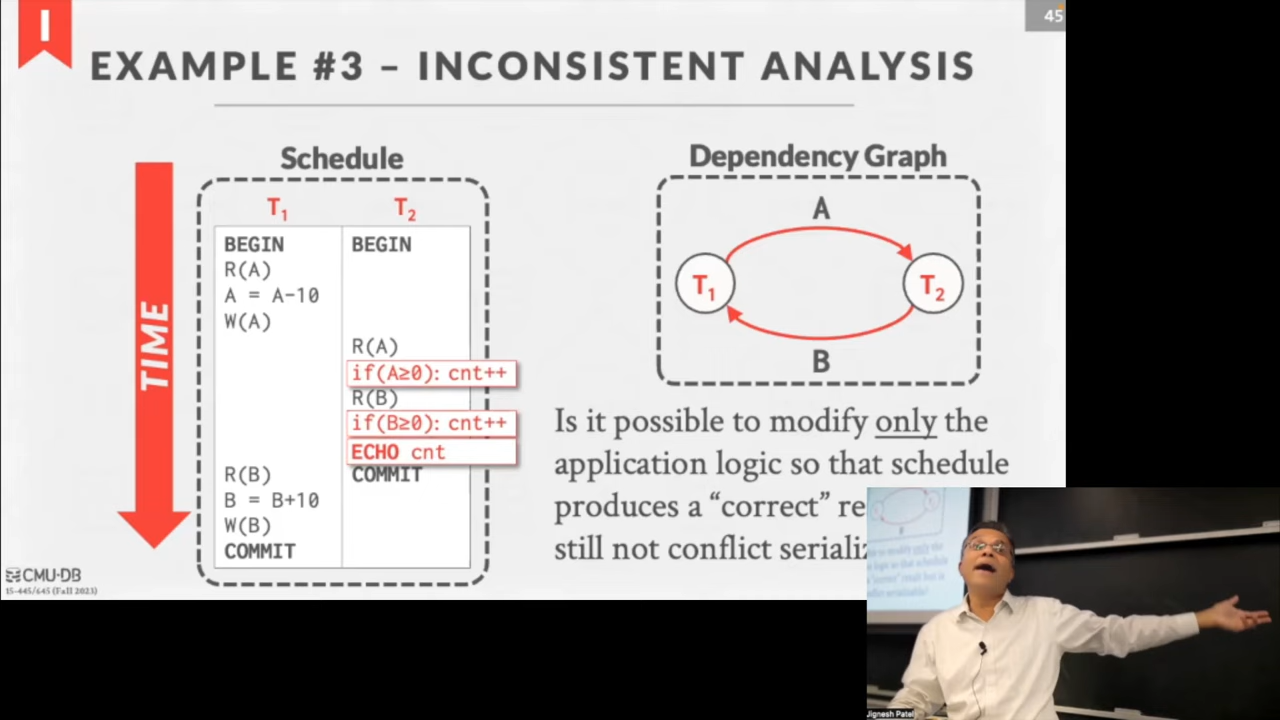 I
45
EXAMPLE #3 – INCONSISTENT ANALYSIS
Schedule
T1 T2
BEGIN BEGIN
R(A)
A = A-10
W(A)
R(A)
if(A≥0): cnt++
R(B)
if(B≥0): cnt++
ECHO cnt
R(B) COMMIT
B = B+10
W(B)
COMMIT
TIME
Dependency Graph
A
T1 T2
B
Is it possible to modify only the
application logic so that schedule
produces a “correct” re
still not conflict serializ
CMU·DB
15-445/645 (Fall 2023)
Jignesh Patel